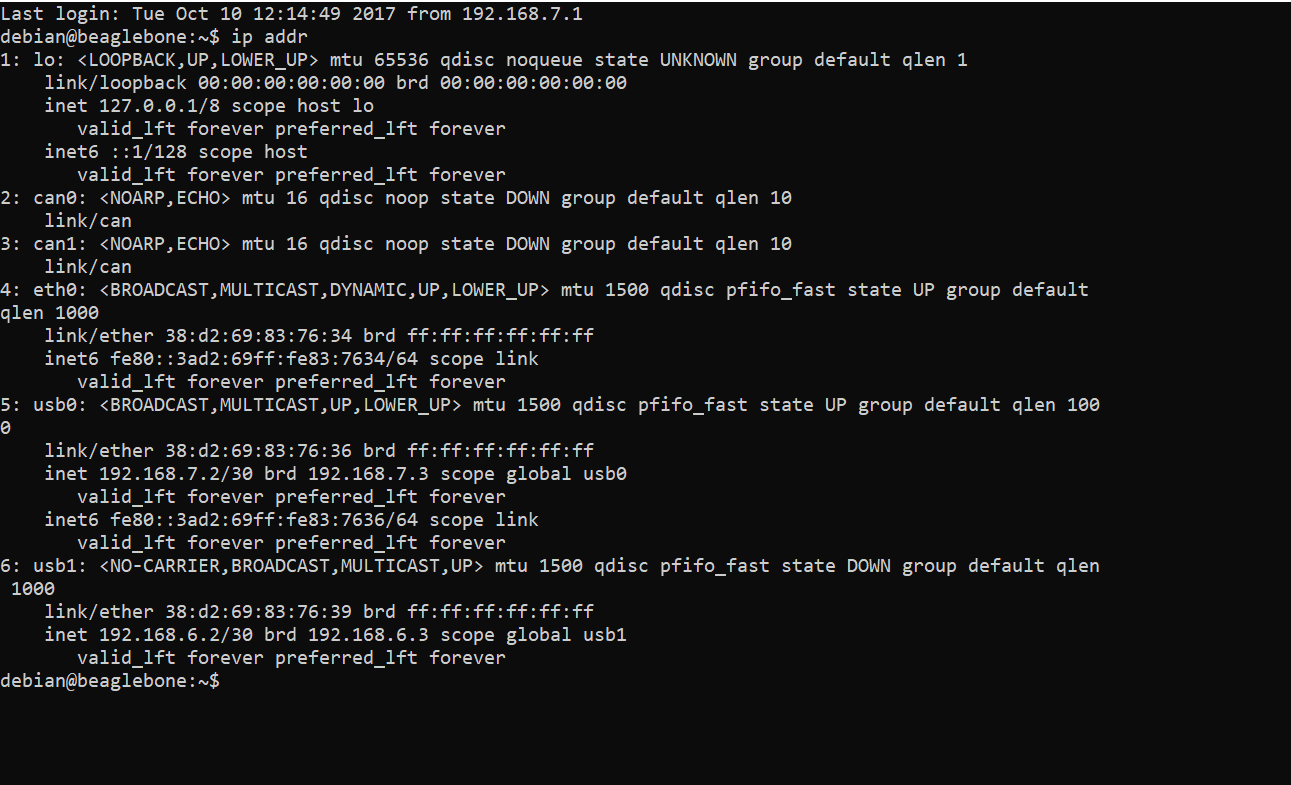 Last login: Tue Oct 10 12:14:49 2017 from 192.168.7.1
debian@beaglebone:~$ ip addr
1: lo: <LOOPBACK,UP,LOWER_UP> mtu 65536 qdisc noqueue state UNKNOWN group default qlen 1
    link/loopback 00:00:00:00:00:00 brd 00:00:00:00:00:00
    inet 127.0.0.1/8 scope host lo
       valid_lft forever preferred_lft forever
    inet6 ::1/128 scope host
       valid_lft forever preferred_lft forever
2: can0: <NOARP,ECHO> mtu 16 qdisc noop state DOWN group default qlen 10
    link/can
3: can1: <NOARP,ECHO> mtu 16 qdisc noop state DOWN group default qlen 10
    link/can
4: eth0: <BROADCAST,MULTICAST,DYNAMIC,UP,LOWER_UP> mtu 1500 qdisc pfifo_fast state UP group default
qlen 1000
    link/ether 38:d2:69:83:76:34 brd ff:ff:ff:ff:ff:ff
    inet6 fe80::3ad2:69ff:fe83:7634/64 scope link
       valid_lft forever preferred_lft forever
5: usb0: <BROADCAST,MULTICAST,UP,LOWER_UP> mtu 1500 qdisc pfifo_fast state UP group default qlen 100
0
    link/ether 38:d2:69:83:76:36 brd ff:ff:ff:ff:ff:ff
    inet 192.168.7.2/30 brd 192.168.7.3 scope global usb0
       valid_lft forever preferred_lft forever
    inet6 fe80::3ad2:69ff:fe83:7636/64 scope link
       valid_lft forever preferred_lft forever
6: usb1: <NO-CARRIER,BROADCAST,MULTICAST,UP> mtu 1500 qdisc pfifo_fast state DOWN group default qlen
 1000
    link/ether 38:d2:69:83:76:39 brd ff:ff:ff:ff:ff:ff
    inet 192.168.6.2/30 brd 192.168.6.3 scope global usb1
       valid_lft forever preferred_lft forever
debian@beaglebone:~$